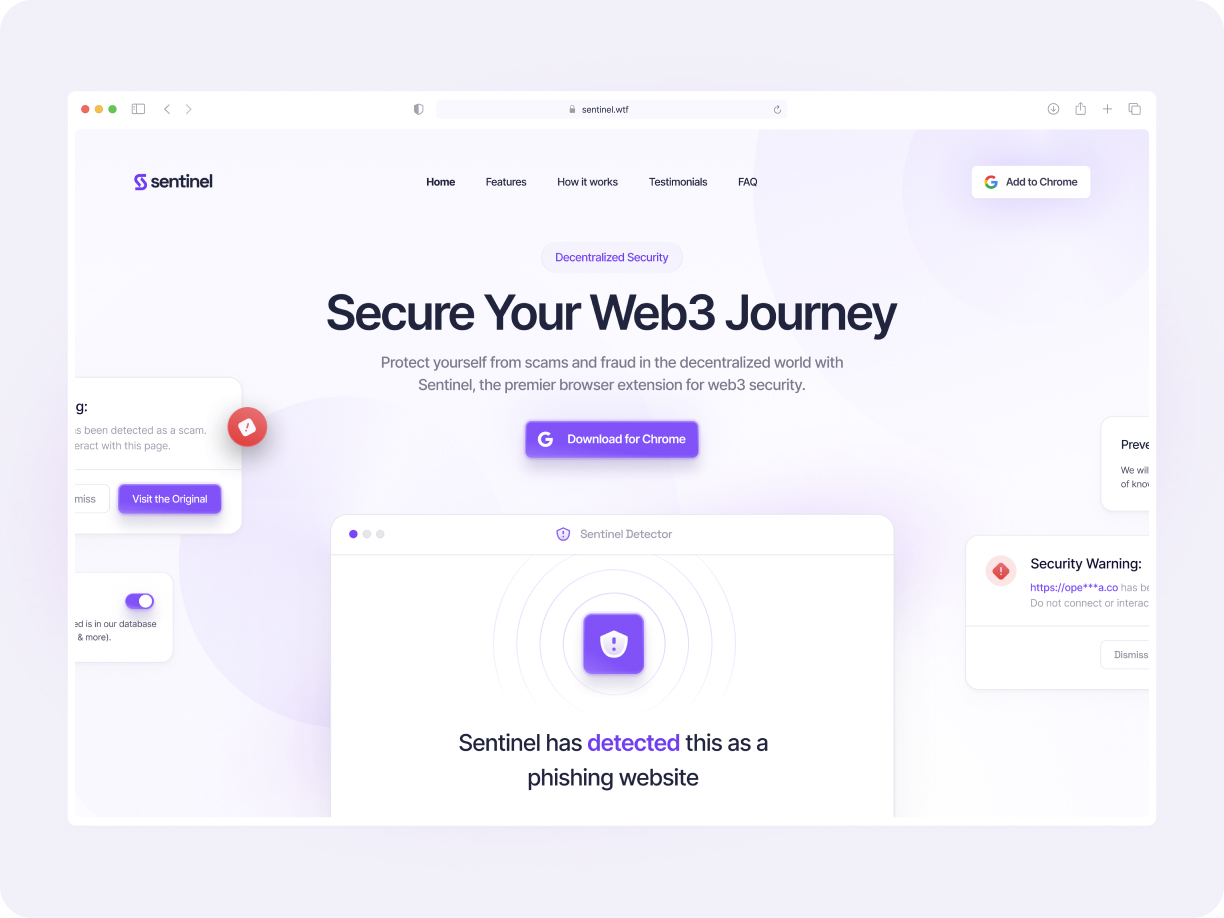 sentinel.wtf
sentinel
Home
Features
How it works
Testimonials
FAQ
Add to Chrome
Decentralized Security
Secure Your Web3 Journey
Protect yourself from scams and fraud in the decentralized world with
Sentinel, the premier browser extension for web3 security.
Download for Chrome
g:
s been detected as a scam.
eract with this page.
miss
Visit the Original
ed is in our database
& more).
Sentinel Detector
Sentinel has detected this as a
phishing website
Preve
We wil
of know
Security Warning:
https://ope***a.co has be
Do not connect or interac
Dismiss